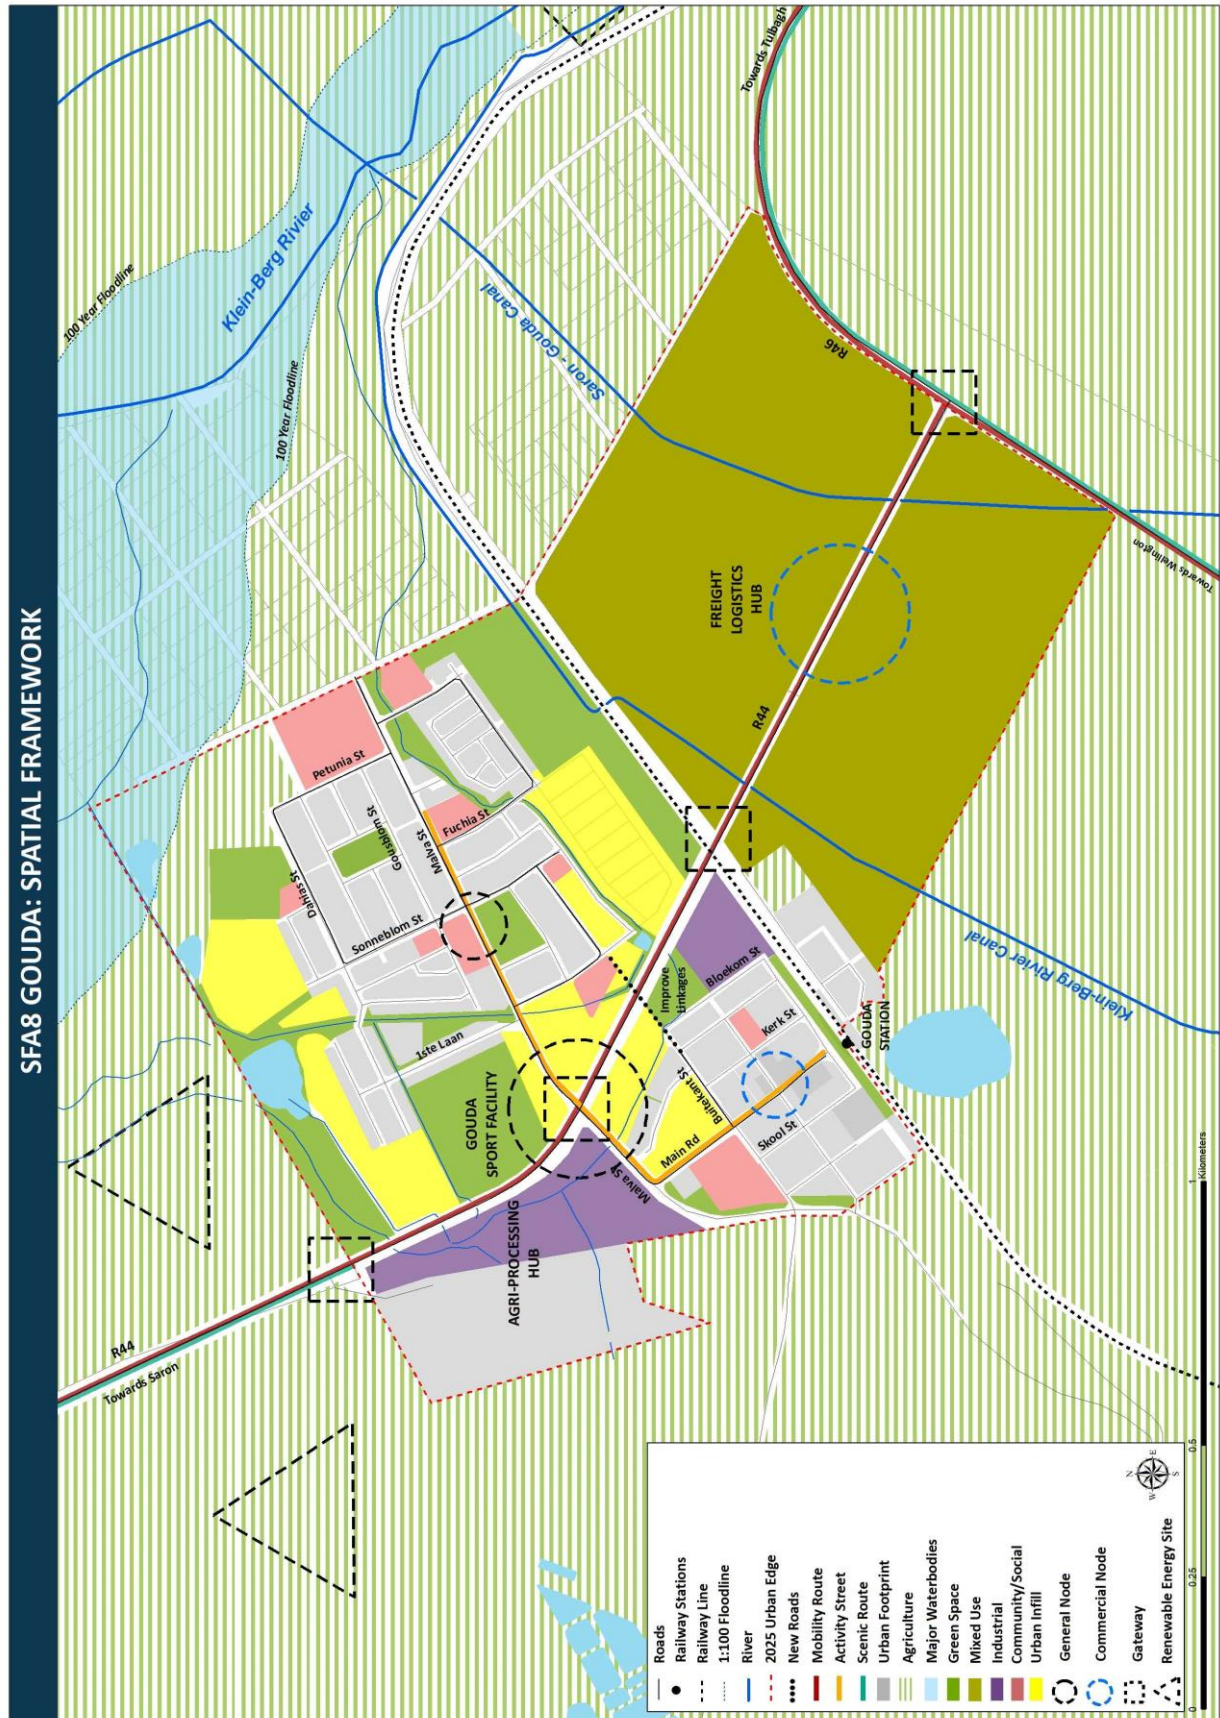 SFA8 GOUDA: SPATIAL FRAMEWORK
R44
Towards Saron
100 Year Floodline
Klein-Berg Rivier
100 Year Floodline
Dahlias St
Petunia St
Gousblom St
Sonneblom St
Malva St
Fuchia St
1ste Laan
GOUDA
SPORT FACILITY
AGRI-PROCESSING
HUB
Malva St
Main Rd
Buitekant St
Skool St
Improve
Linkages
Bloekom St
Kerk St
GOUDA
STATION
Saron - Gouda Canal
FREIGHT
LOGISTICS
HUB
R44
R46
Towards Tulbagh
Towards Wellington
Klein-Berg Rivier Canal
Roads
Railway Stations
Railway Line
1:100 Floodline
River
2025 Urban Edge
New Roads
Mobility Route
Activity Street
Scenic Route
Urban Footprint
Agriculture
Major Waterbodies
Green Space
Mixed Use
Industrial
Community/Social
Urban Infill
General Node
Commercial Node
Gateway
Renewable Energy Site
N
E
S
W
0 0.25 0.5 1
Kilometers